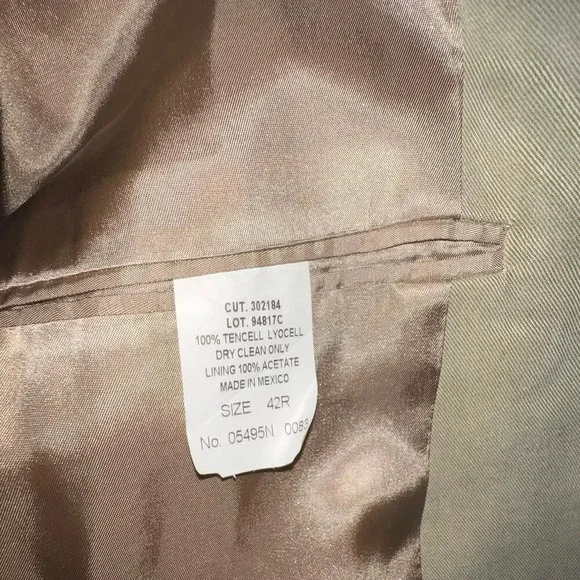 CUT. 302184
LOT. 94817C
100% TENCELL LYOCELL
DRY CLEAN ONLY
LINING 100% ACETATE
MADE IN MEXICO
SIZE 42R
No. 05495N 0083